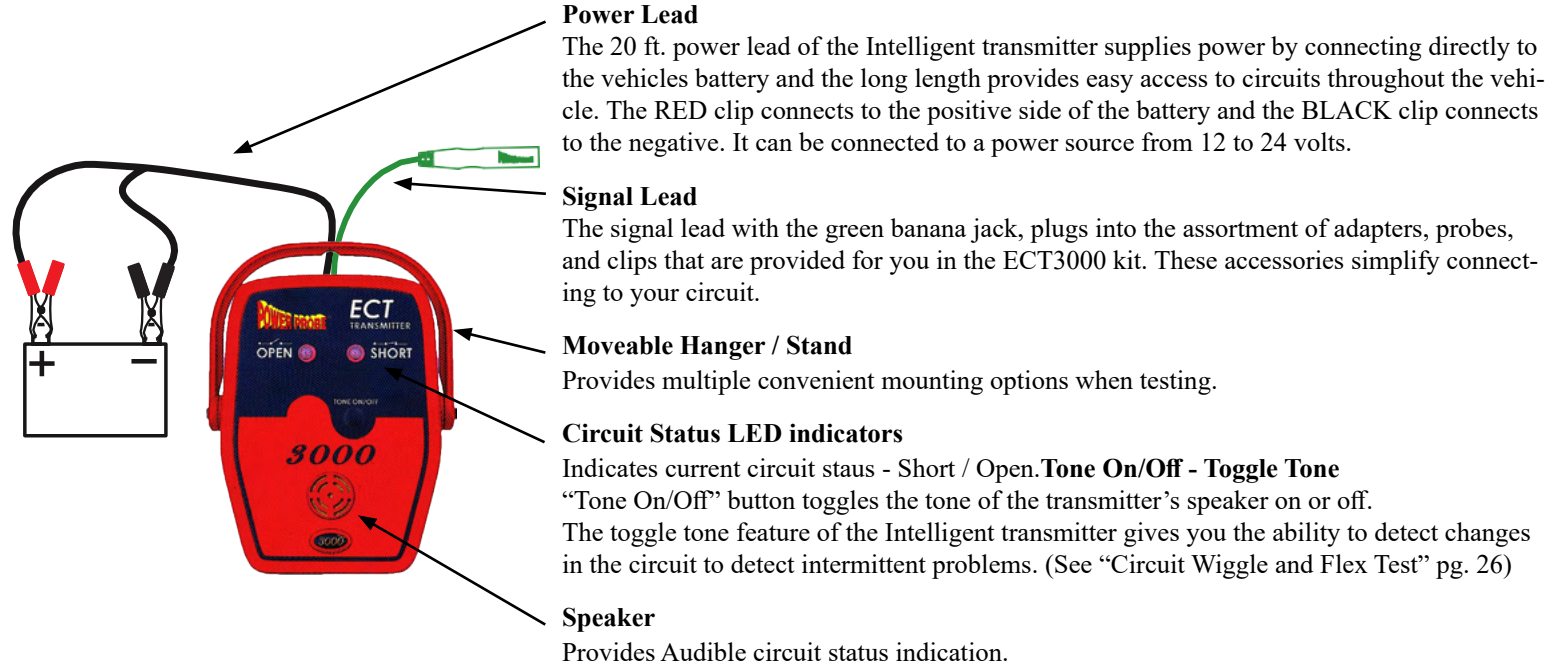 Power Lead
The 20 ft. power lead of the Intelligent transmitter supplies power by connecting directly to
the vehicles battery and the long length provides easy access to circuits throughout the vehi-
cle. The RED clip connects to the positive side of the battery and the BLACK clip connects
to the negative. It can be connected to a power source from 12 to 24 volts.
Signal Lead
The signal lead with the green banana jack, plugs into the assortment of adapters, probes,
and clips that are provided for you in the ECT3000 kit. These accessories simplify connect-
ing to your circuit.
Moveable Hanger / Stand
Provides multiple convenient mounting options when testing.
Circuit Status LED indicators
Indicates current circuit staus - Short / Open.Tone On/Off - Toggle Tone
“Tone On/Off” button toggles the tone of the transmitter’s speaker on or off.
The toggle tone feature of the Intelligent transmitter gives you the ability to detect changes
in the circuit to detect intermittent problems. (See “Circuit Wiggle and Flex Test” pg. 26)
Speaker
Provides Audible circuit status indication.
+ −
- -
POWER PROBE
ECT
TRANSMITTER
OPEN SHORT
TONE ON/OFF
3000
3000